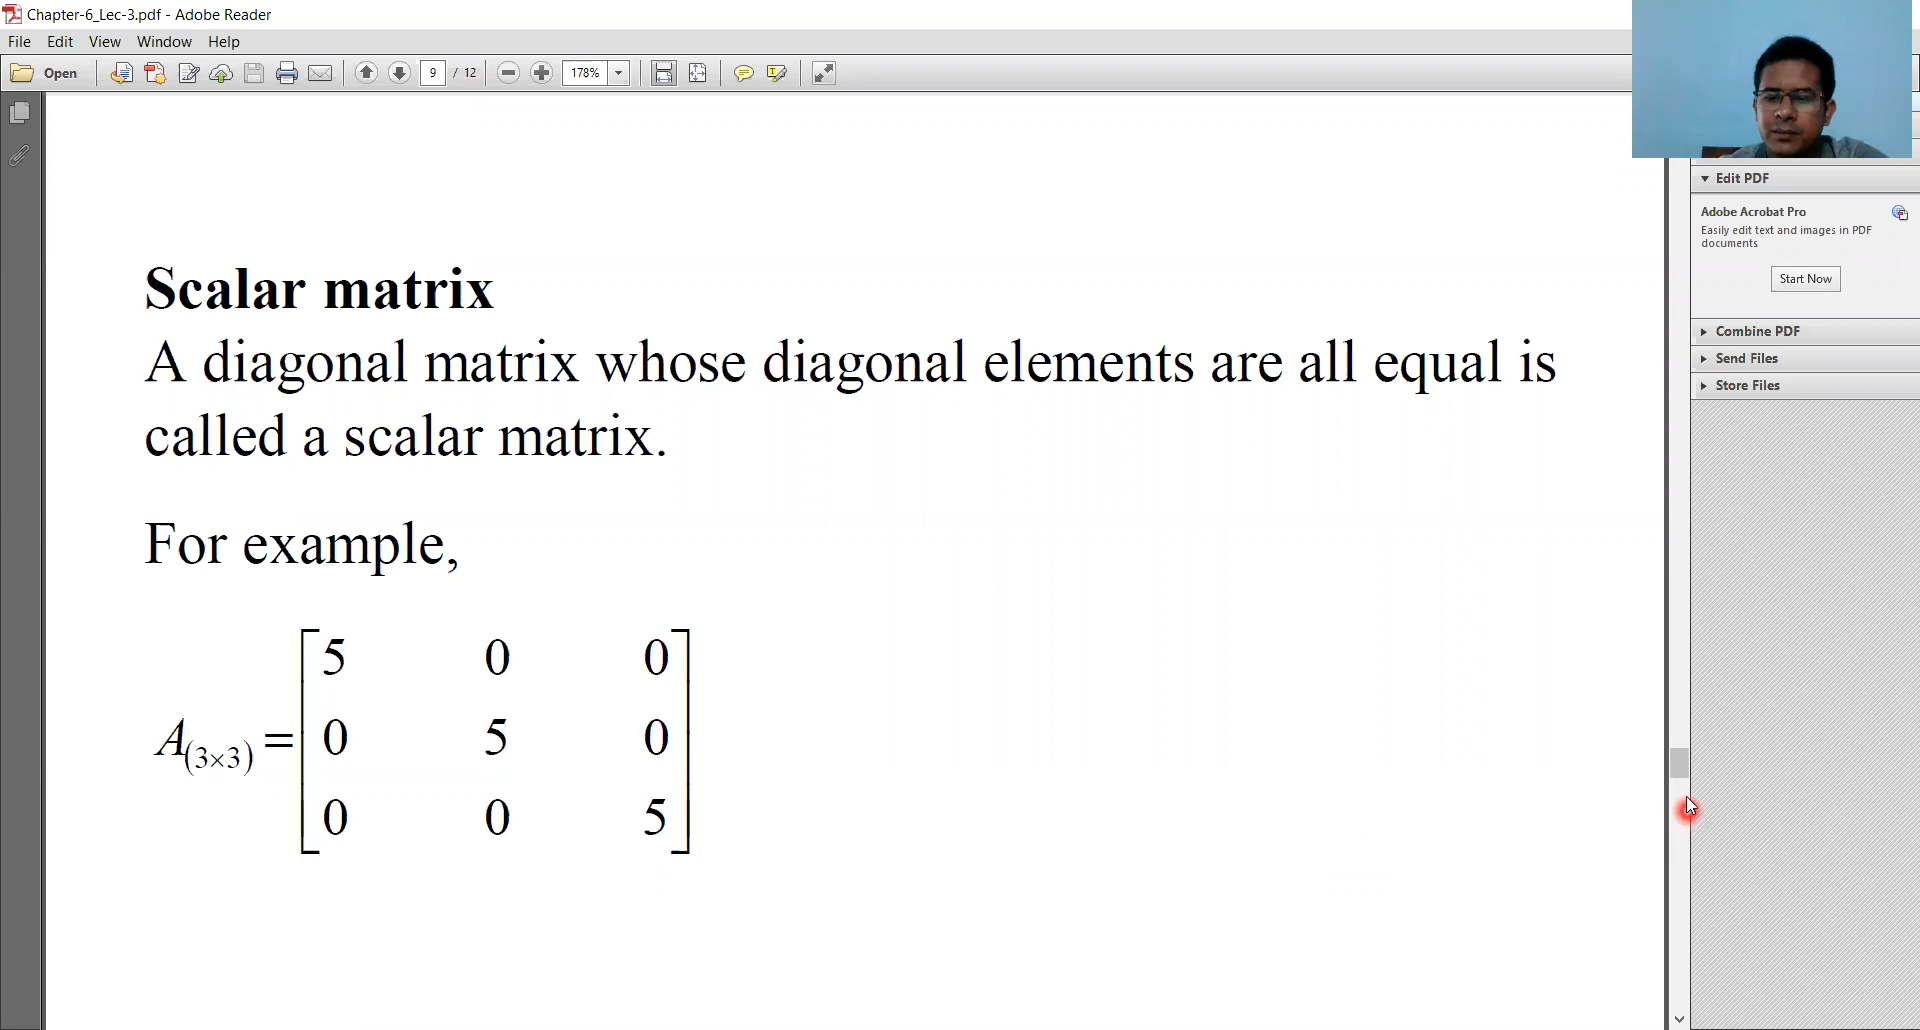 Chapter-6_Lec-3.pdf - Adobe Reader
File Edit View Window Help
Open 9 / 12 178%
Edit PDF
Adobe Acrobat Pro
Easily edit text and images in PDF
documents
Start Now
Combine PDF
Send Files
Store Files
Scalar matrix
A diagonal matrix whose diagonal elements are all equal is
called a scalar matrix.
For example,
5 0 0
A(3×3) = 0 5 0
0 0 5